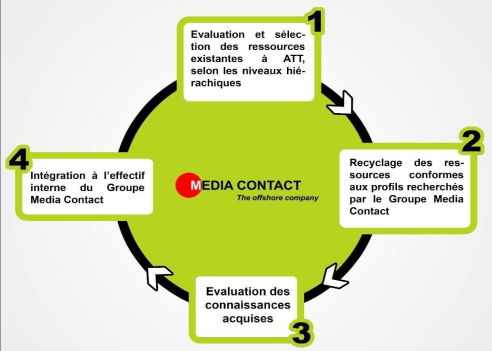 1
Evaluation et sélec-
tion des ressources
existantes à ATT,
selon les niveaux hié-
rachiques
2
Recyclage des res-
sources conformes
aux profils recherchés
par le Groupe Media
Contact
3
Evaluation des
connaissances
acquises
4
Intégration à l'effectif
interne du Groupe
Media Contact
MEDIA CONTACT
The offshore company